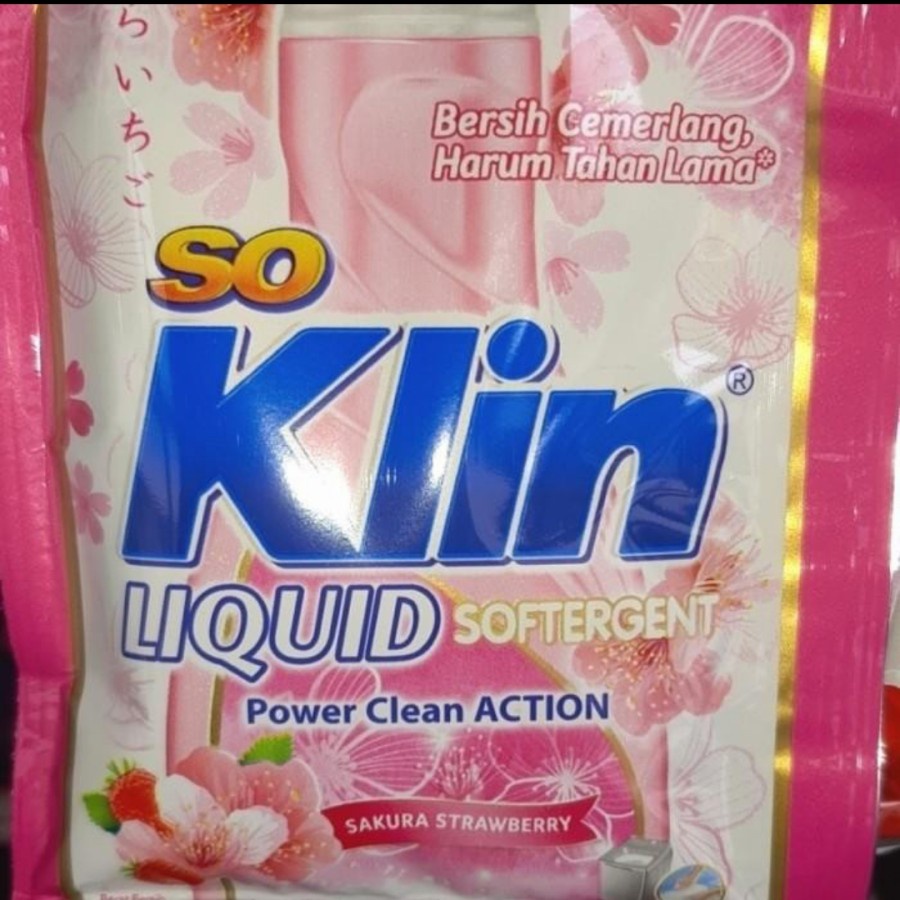 らいちご
Bersih Cemerlang,
Harum Tahan Lama*
SO
Klin®
LIQUID SOFTERGENT
Power Clean ACTION
SAKURA STRAWBERRY